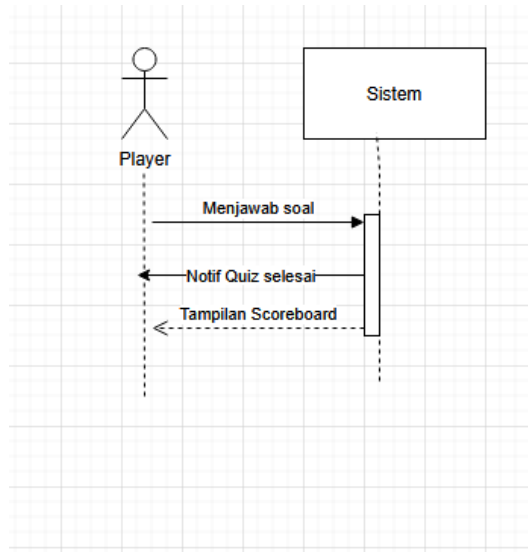 Sistem
Player
Menjawab soal
Notif Quiz selesai
Tampilan Scoreboard